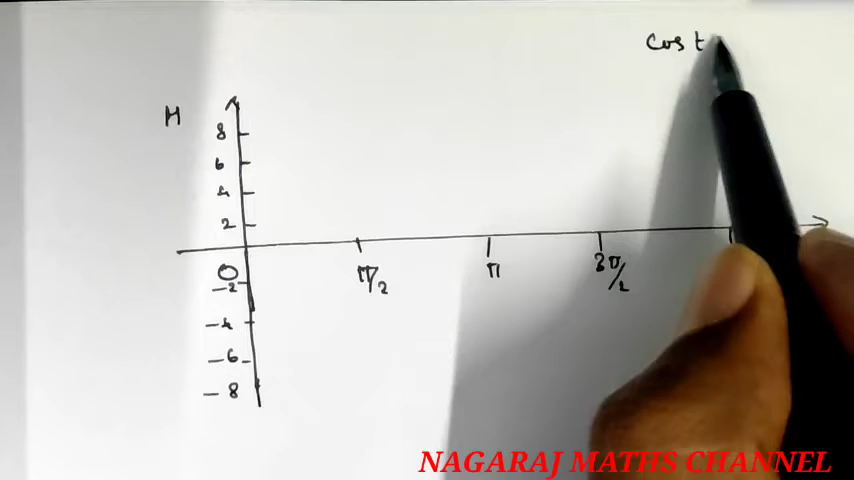 cos t
H
8
6
4
2
O
π/2
π
3π/2
-2
-4
-6
-8
NAGARAJ MATHS CHANNEL